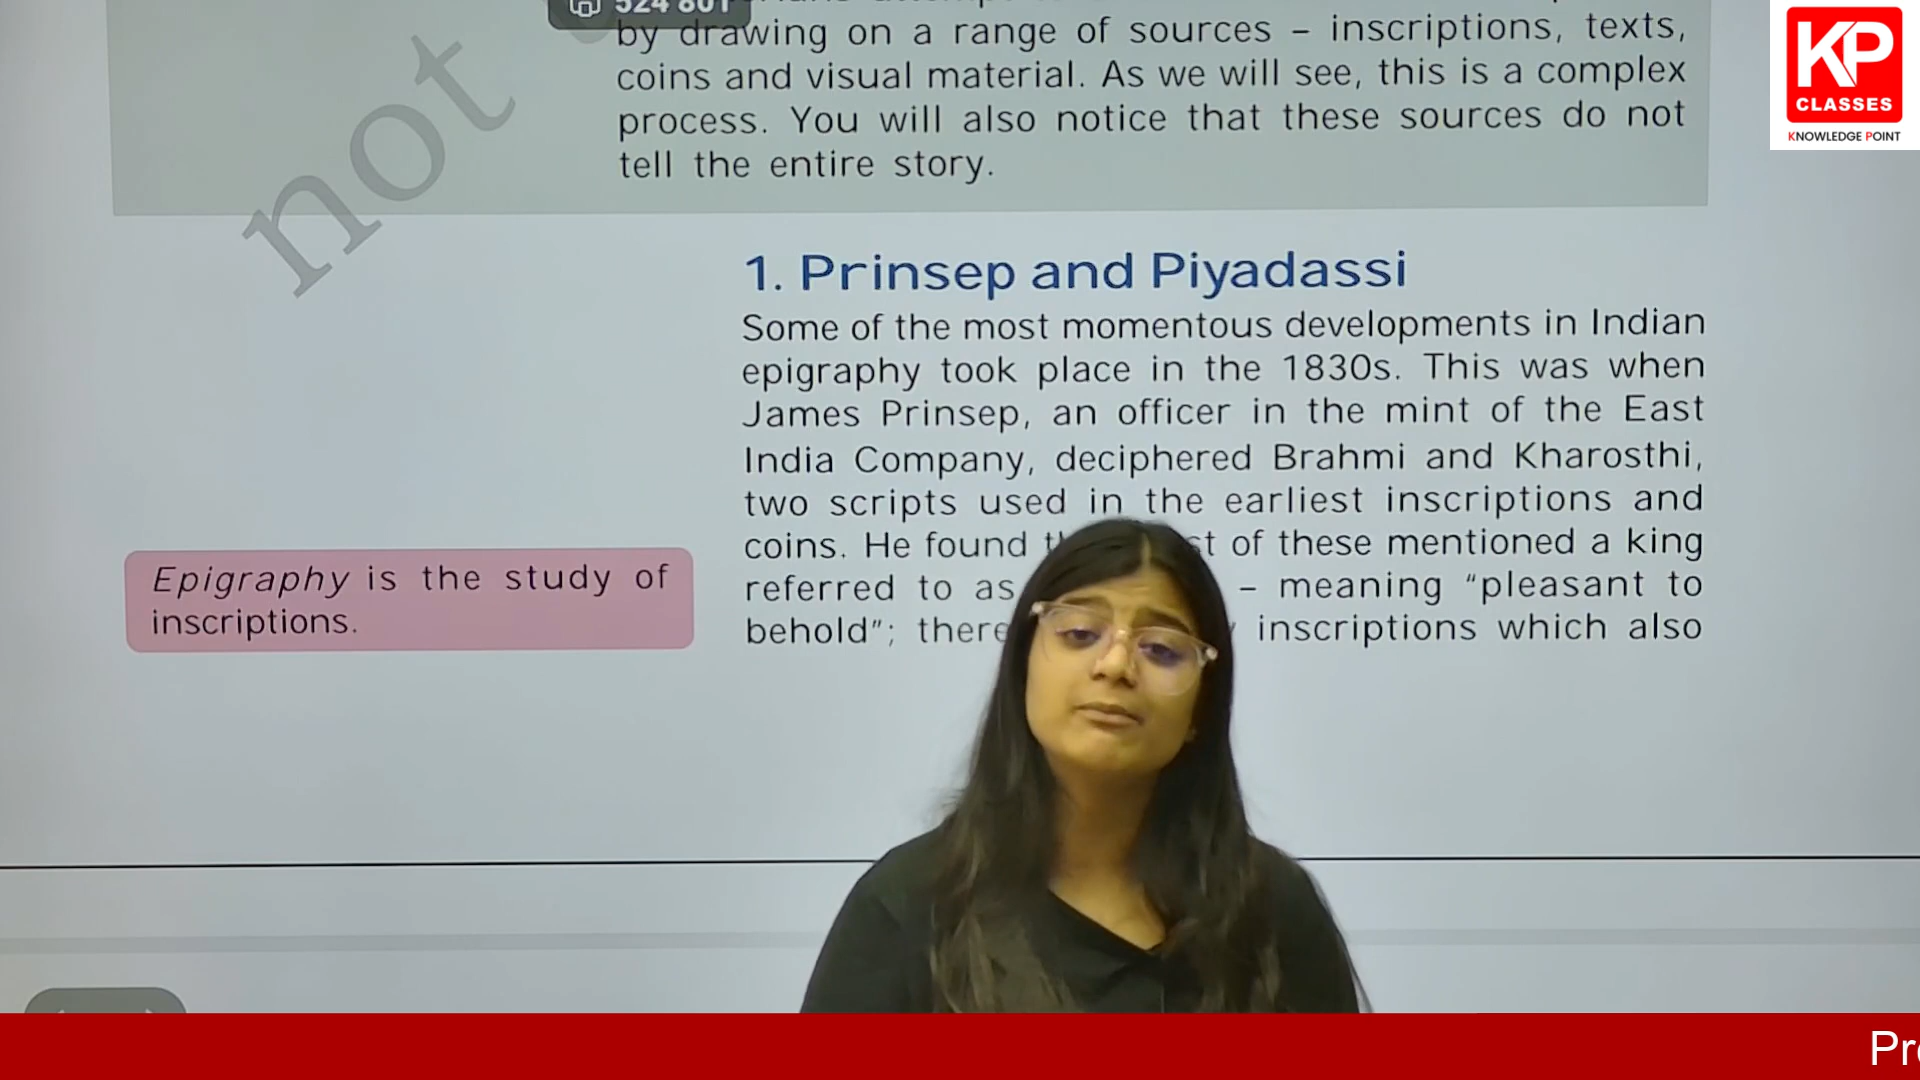 524 801
by drawing on a range of sources – inscriptions, texts,
coins and visual material. As we will see, this is a complex
process. You will also notice that these sources do not
tell the entire story.
not
KP
CLASSES
KNOWLEDGE POINT
1. Prinsep and Piyadassi
Some of the most momentous developments in Indian
epigraphy took place in the 1830s. This was when
James Prinsep, an officer in the mint of the East
India Company, deciphered Brahmi and Kharosthi,
two scripts used in the earliest inscriptions and
coins. He found of these mentioned a king
referred to as – meaning “pleasant to
behold”; inscriptions which also
Epigraphy is the study of
inscriptions.